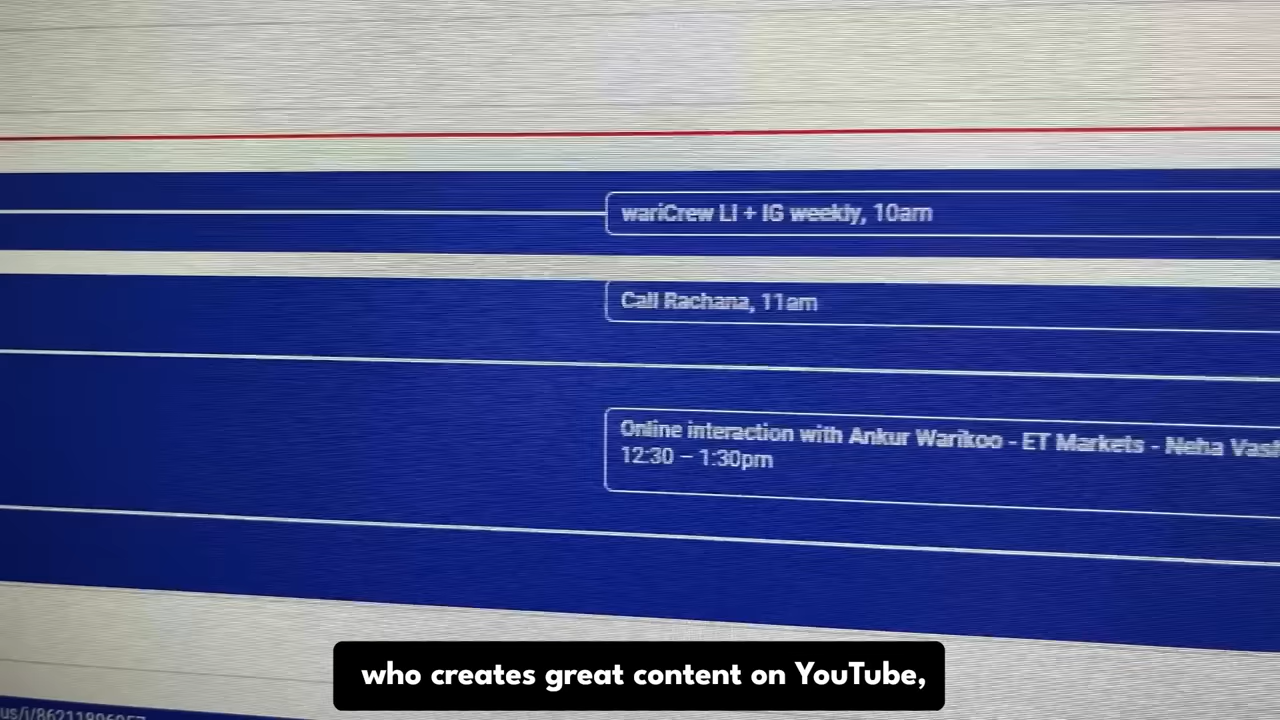 wariCrew LI + IG weekly, 10am
Call Rachana, 11am
Online interaction with Ankur Warikoo - ET Markets - Neha
12:30 – 1:30pm
who creates great content on YouTube,